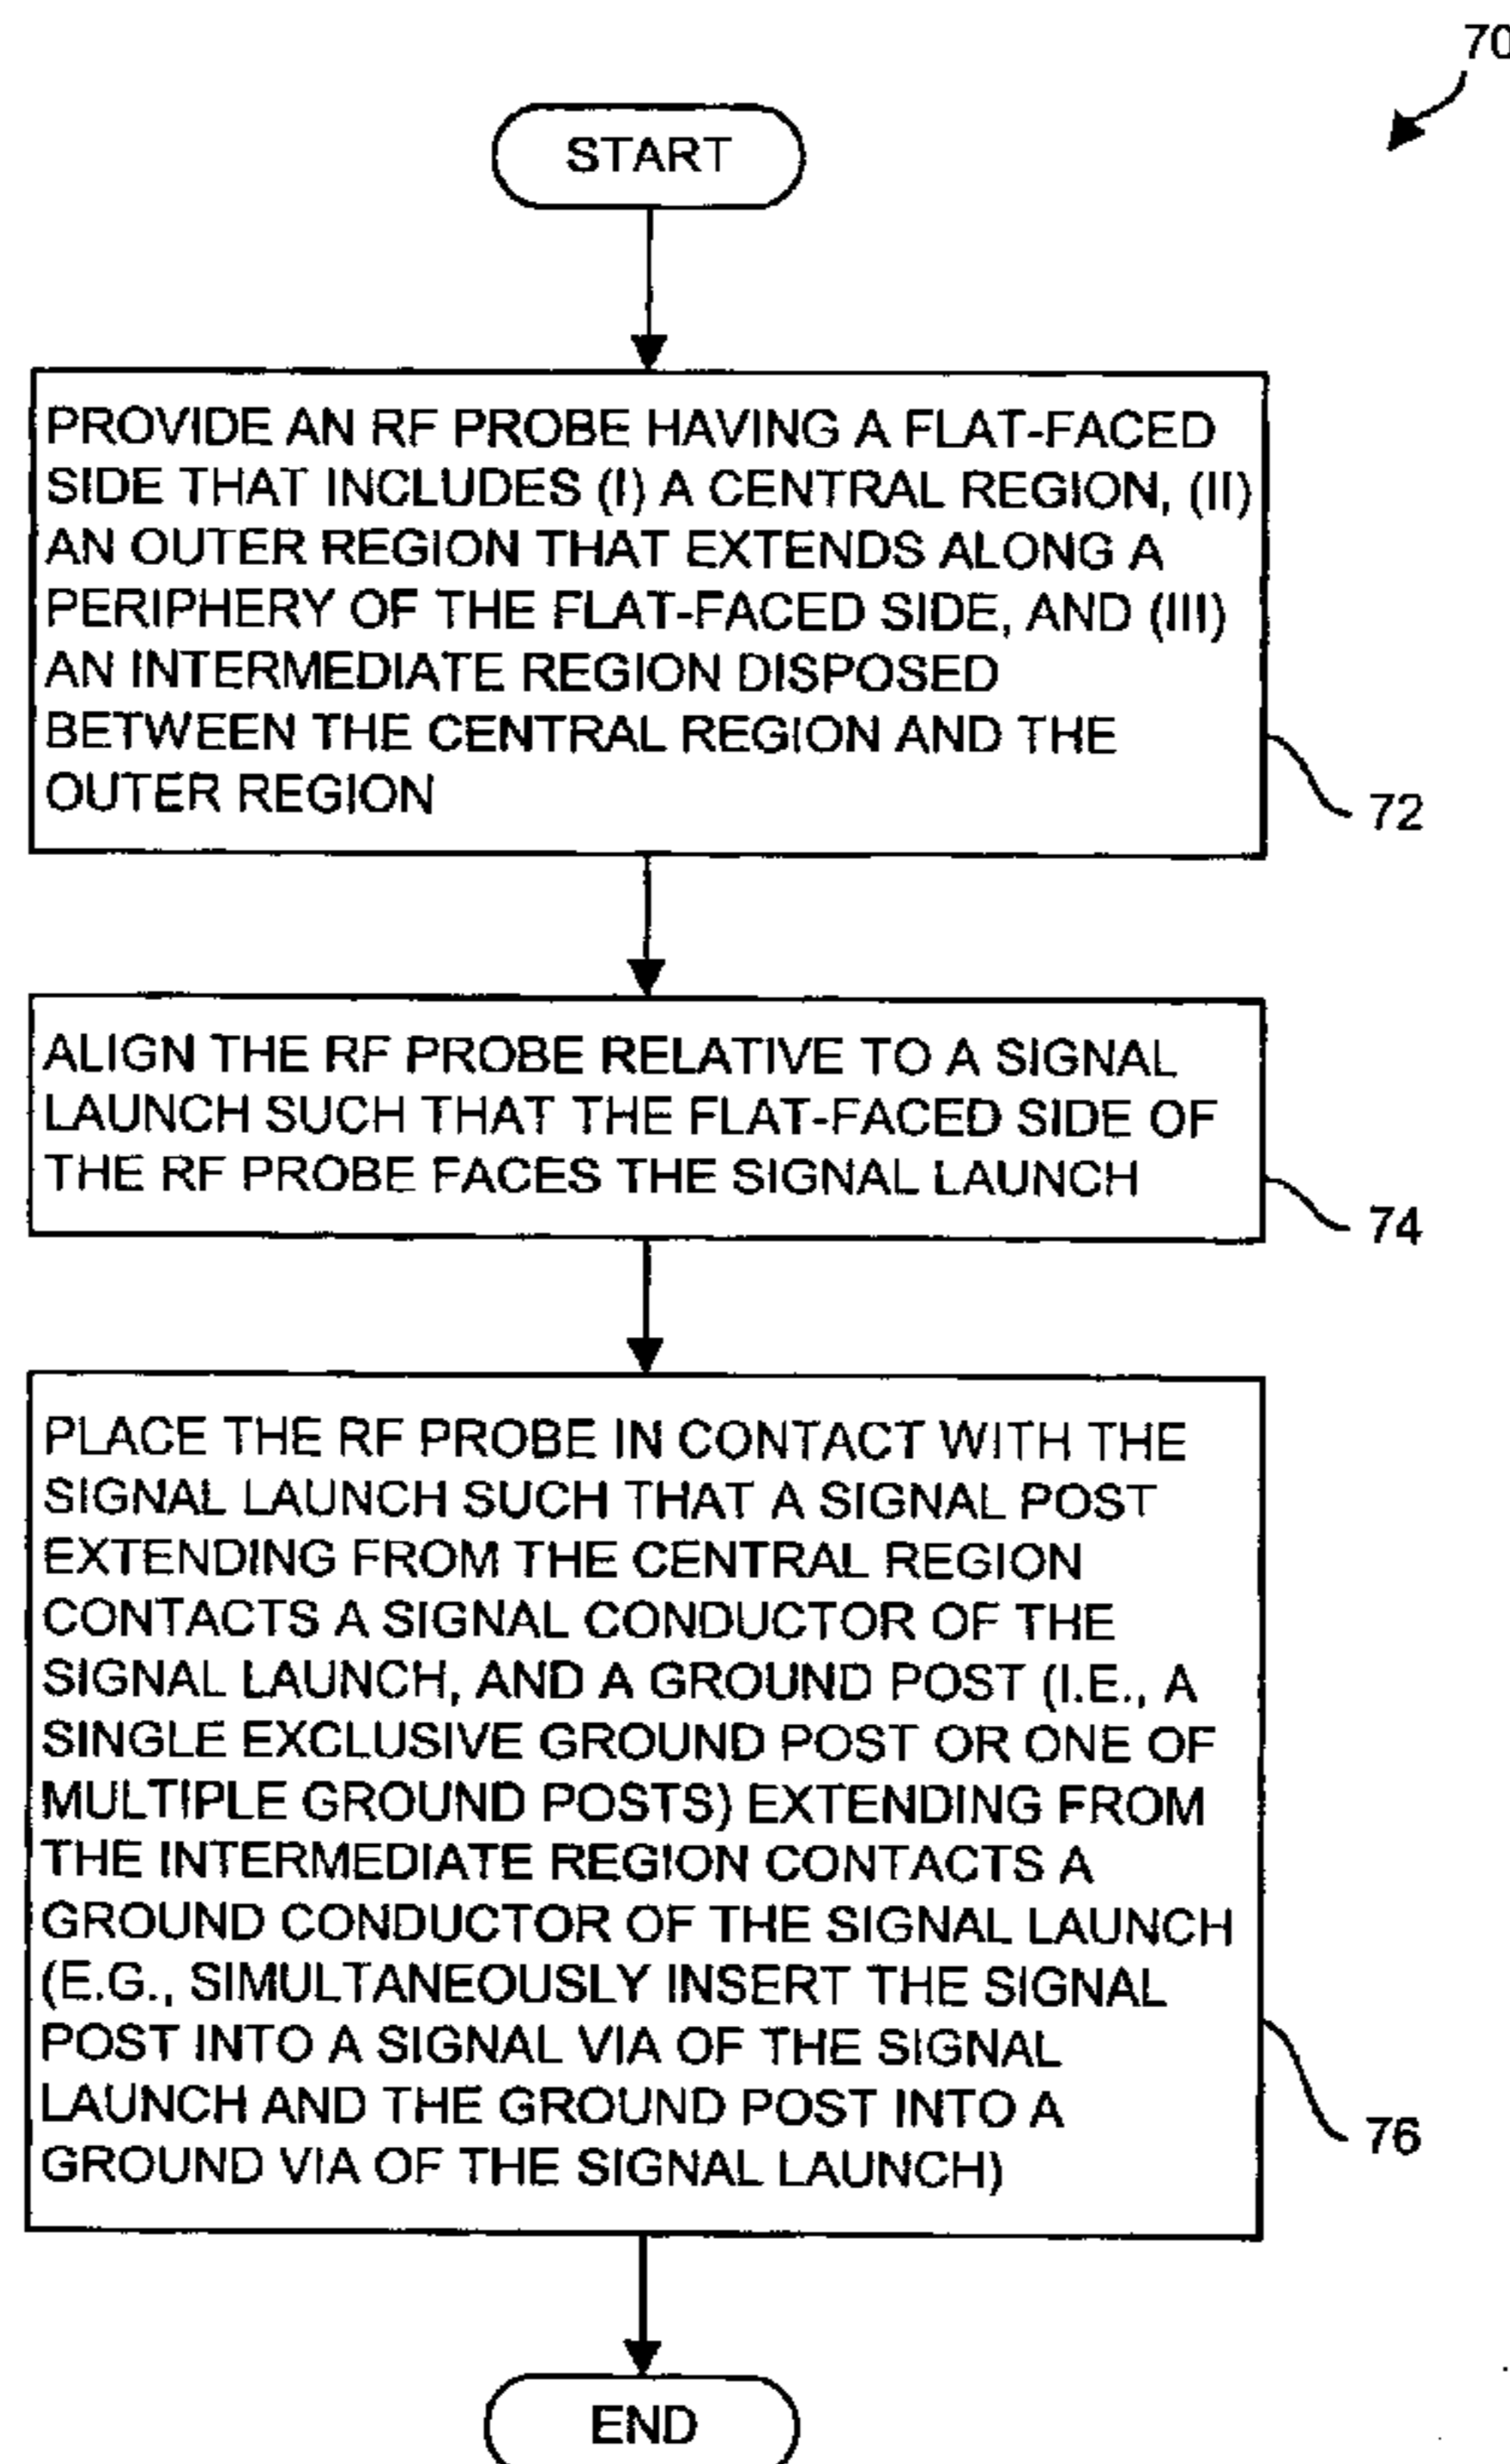 70
START
PROVIDE AN RF PROBE HAVING A FLAT-FACED
SIDE THAT INCLUDES (I) A CENTRAL REGION, (II)
AN OUTER REGION THAT EXTENDS ALONG A
PERIPHERY OF THE FLAT-FACED SIDE, AND (III)
AN INTERMEDIATE REGION DISPOSED
BETWEEN THE CENTRAL REGION AND THE
OUTER REGION
72
ALIGN THE RF PROBE RELATIVE TO A SIGNAL
LAUNCH SUCH THAT THE FLAT-FACED SIDE OF
THE RF PROBE FACES THE SIGNAL LAUNCH
74
PLACE THE RF PROBE IN CONTACT WITH THE
SIGNAL LAUNCH SUCH THAT A SIGNAL POST
EXTENDING FROM THE CENTRAL REGION
CONTACTS A SIGNAL CONDUCTOR OF THE
SIGNAL LAUNCH, AND A GROUND POST (I.E., A
SINGLE EXCLUSIVE GROUND POST OR ONE OF
MULTIPLE GROUND POSTS) EXTENDING FROM
THE INTERMEDIATE REGION CONTACTS A
GROUND CONDUCTOR OF THE SIGNAL LAUNCH
(E.G., SIMULTANEOUSLY INSERT THE SIGNAL
POST INTO A SIGNAL VIA OF THE SIGNAL
LAUNCH AND THE GROUND POST INTO A
GROUND VIA OF THE SIGNAL LAUNCH)
76
END